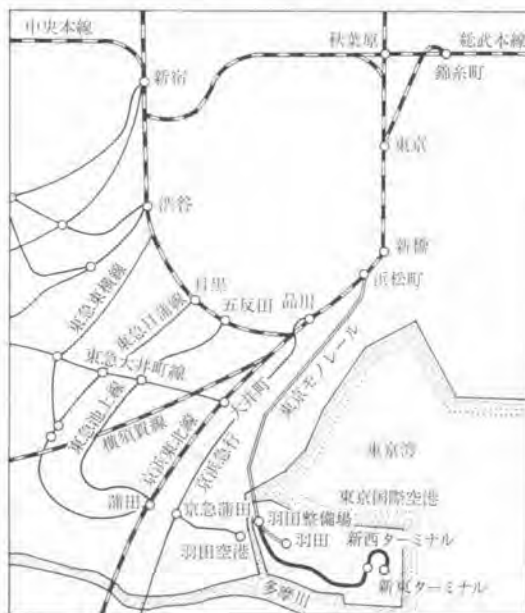 中央本線
秋葉原
総武本線
錦糸町
新宿
東京
渋谷
新橋
浜松町
目黒
五反田
品川
東急東横線
東急目蒲線
東急大井町線
東急池上線
横須賀線
京浜東北線
京浜急行
大井町
東京モノレール
東京湾
蒲田
京急蒲田
東京国際空港
羽田整備場
羽田
羽田空港
新西ターミナル
新東ターミナル
多摩川